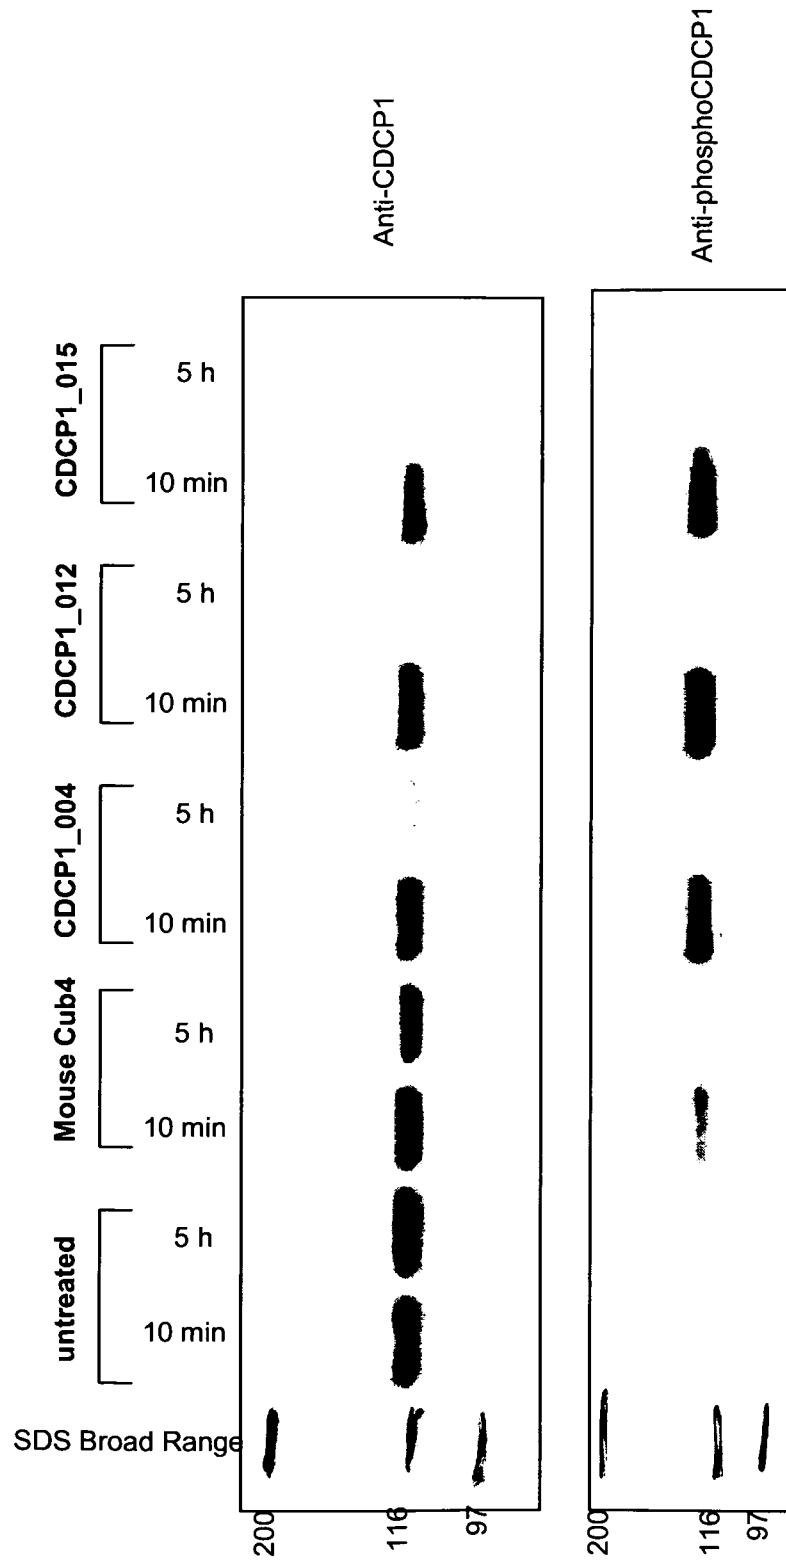 CDCP1_015
5 h
10 min
CDCP1_012
5 h
10 min
CDCP1_004
5 h
10 min
Mouse Cub4
5 h
10 min
untreated
5 h
10 min
SDS Broad Range
Anti-CDCP1
200
116
97
Anti-phosphoCDCP1
200
116
97